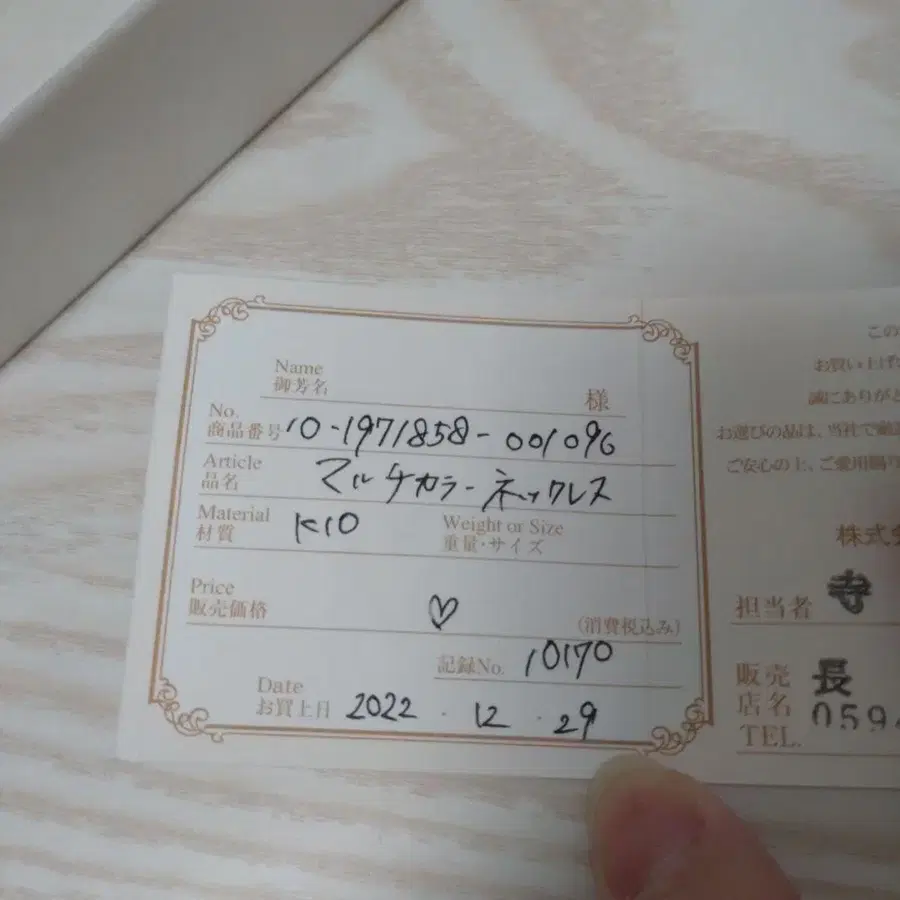 Name
御芳名 様
No.
商品番号 10-1971858-001096
Article
品名 マルチカラーネックレス
Material
材質 K10
Weight or Size
重量・サイズ
Price
販売価格 ♡ (消費税込み)
記録No. 10170
Date
お買上日 2022.12.29
この
お買い上げ
誠にありがと
お選びの品は、当社で厳
ご安心の上、ご愛用賜り
株式会
担当者 寺
販売店名 長
TEL. 059